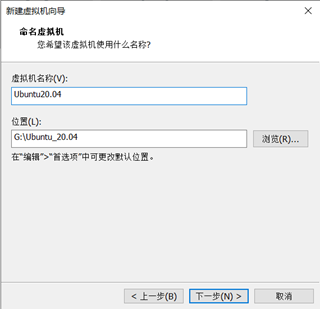 新建虚拟机向导
命名虚拟机
您希望该虚拟机使用什么名称?
虚拟机名称(V):
Ubuntu20.04
位置(L):
G:\Ubuntu_20.04
浏览(R)...
在“编辑”>“首选项”中可更改默认位置。
< 上一步(B)
下一步(N) >
取消